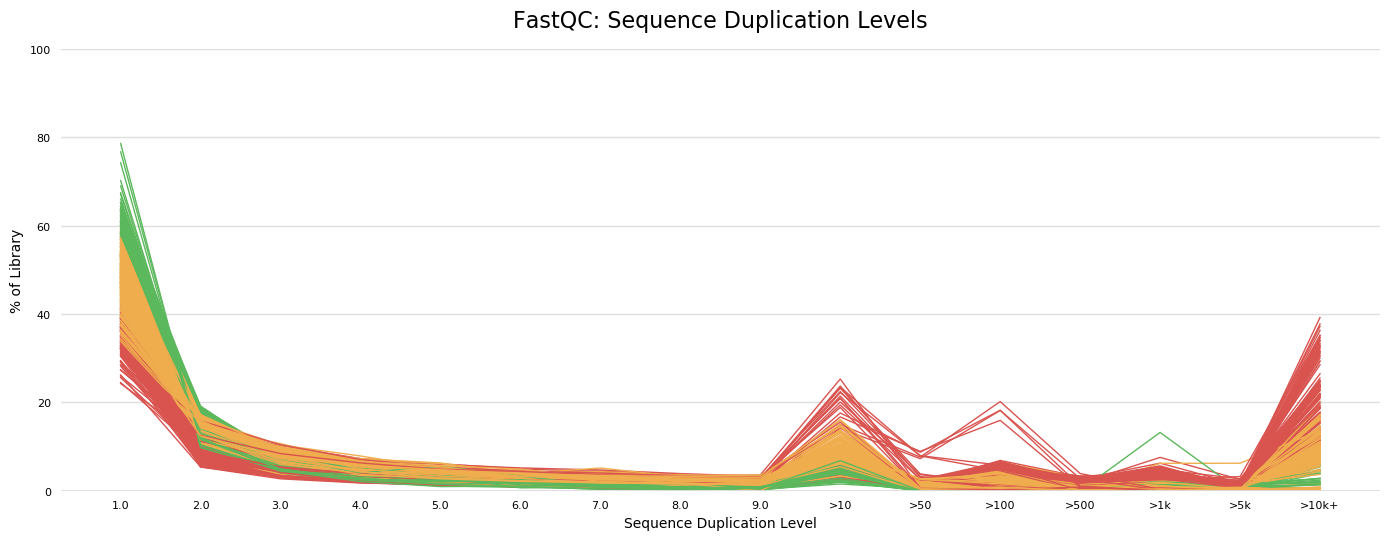 FastQC: Sequence Duplication Levels
100
80
60
40
20
0
% of Library
1.0 2.0 3.0 4.0 5.0 6.0 7.0 8.0 9.0 >10 >50 >100 >500 >1k >5k >10k+
Sequence Duplication Level